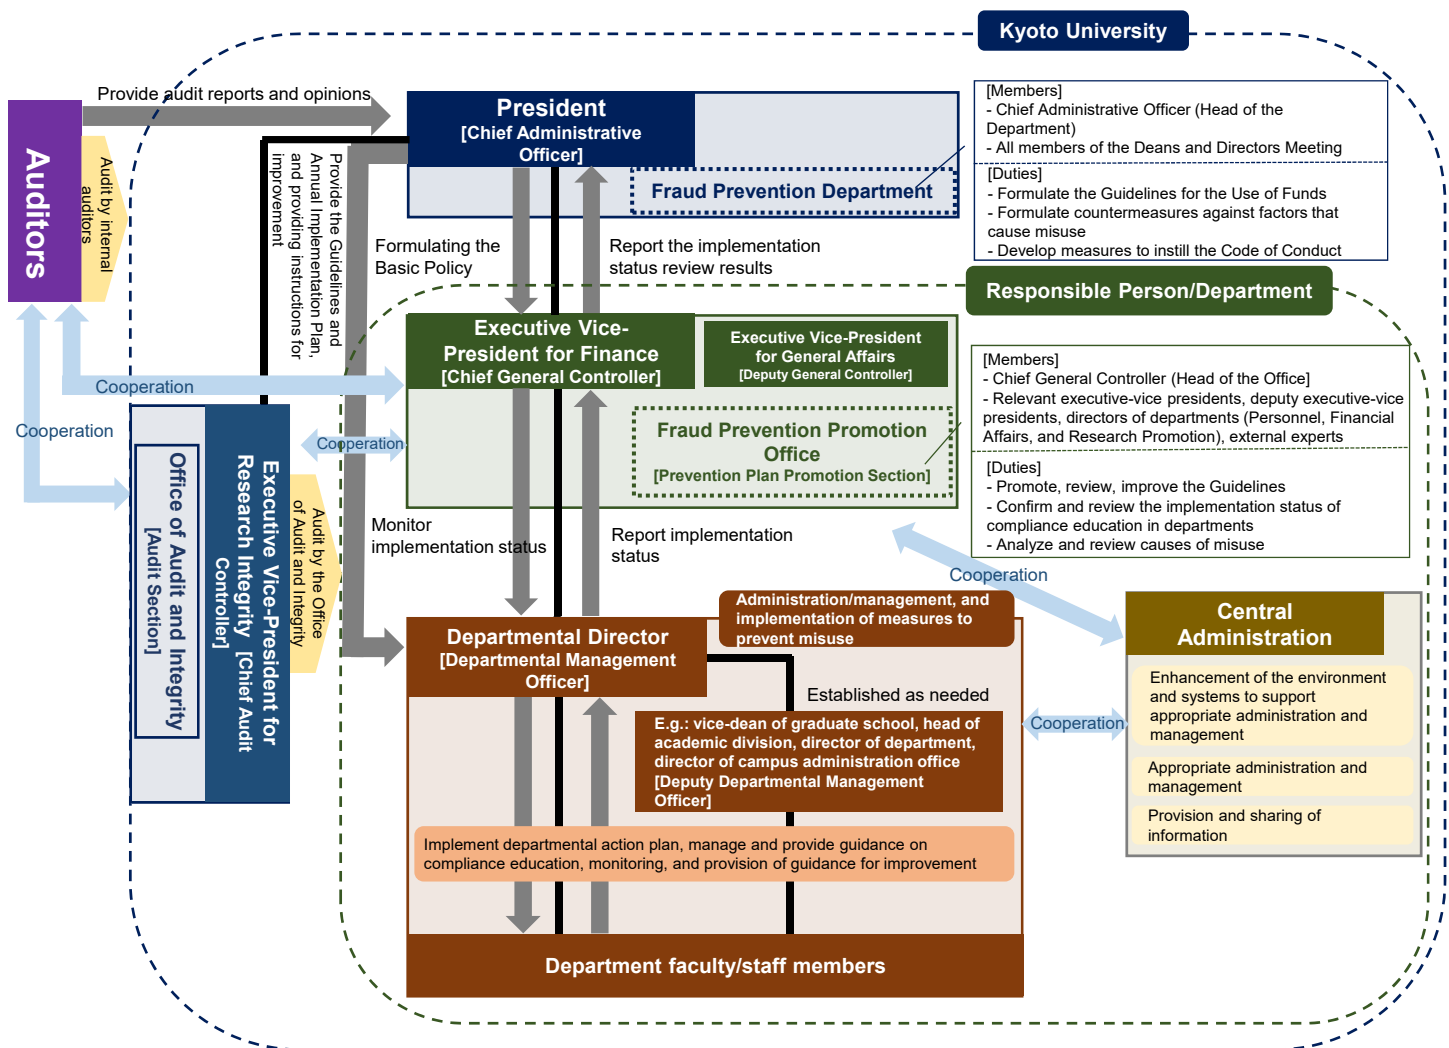 Kyoto University
Provide audit reports and opinions
Auditors
Audit by internal
auditors
President
[Chief Administrative
Officer]
Fraud Prevention Department
[Members]
- Chief Administrative Officer (Head of the
Department)
- All members of the Deans and Directors Meeting
[Duties]
- Formulate the Guidelines for the Use of Funds
- Formulate countermeasures against factors that
cause misuse
- Develop measures to instill the Code of Conduct
Provide the Guidelines and
Annual Implementation Plan,
and providing instructions for
improvement
Formulating the
Basic Policy
Report the implementation
status review results
Responsible Person/Department
Executive Vice-
President for Finance
[Chief General Controller]
Executive Vice-President
for General Affairs
[Deputy General Controller]
Fraud Prevention Promotion
Office
[Prevention Plan Promotion Section]
[Members]
- Chief General Controller (Head of the Office]
- Relevant executive-vice presidents, deputy executive-vice
presidents, directors of departments (Personnel, Financial
Affairs, and Research Promotion), external experts
[Duties]
- Promote, review, improve the Guidelines
- Confirm and review the implementation status of
compliance education in departments
- Analyze and review causes of misuse
Cooperation
Cooperation
Cooperation
Office of Audit and Integrity
[Audit Section]
Executive Vice-President for
Research Integrity [Chief Audit
Controller]
Audit by the Office
of Audit and Integrity
Monitor
implementation status
Report implementation
status
Cooperation
Departmental Director
[Departmental Management
Officer]
Administration/management, and
implementation of measures to
prevent misuse
Established as needed
E.g.: vice-dean of graduate school, head of
academic division, director of department,
director of campus administration office
[Deputy Departmental Management
Officer]
Cooperation
Central
Administration
Enhancement of the environment
and systems to support
appropriate administration and
management
Appropriate administration and
management
Provision and sharing of
information
Implement departmental action plan, manage and provide guidance on
compliance education, monitoring, and provision of guidance for improvement
Department faculty/staff members